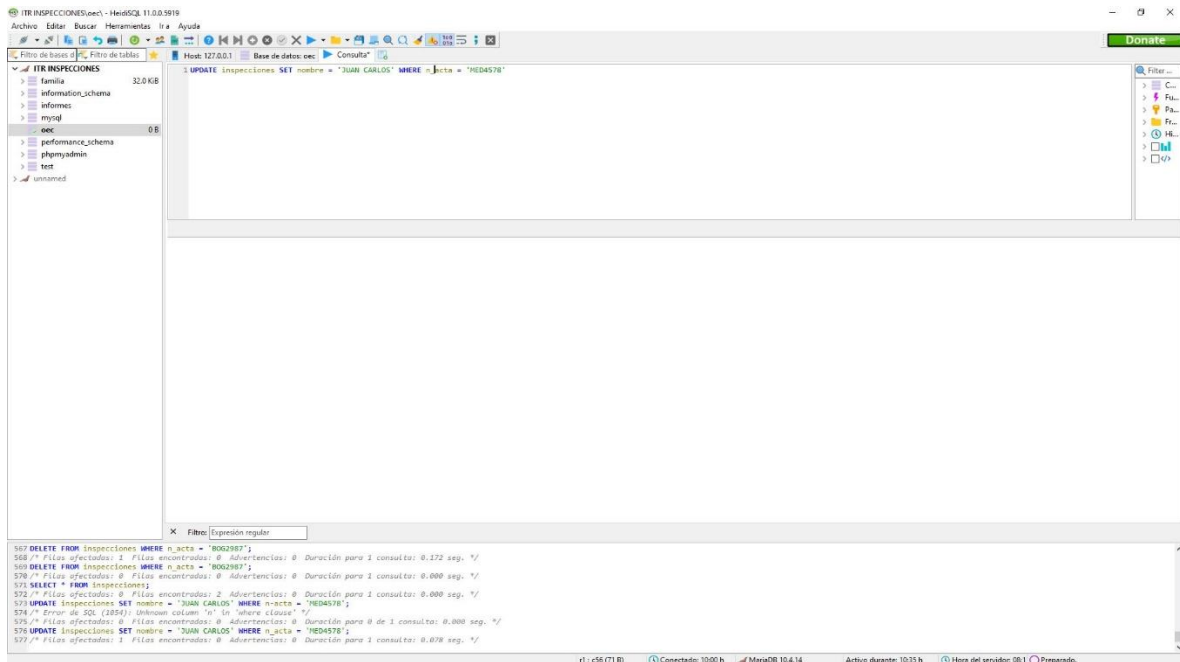 ITR INSPECCIONES\oec\ - HeidiSQL 11.0.0.5919
Archivo Editar Buscar Herramientas Ir a Ayuda
Donate
Filtro de bases d Filtro de tablas
Host: 127.0.0.1 Base de datos: oec Consulta*
ITR INSPECCIONES
familia 32.0 KiB
information_schema
informes
mysql
oec 0 B
performance_schema
phpmyadmin
test
unnamed
1 UPDATE inspecciones SET nombre = 'JUAN CARLOS' WHERE n_acta = 'MED4578'
Filter ...
C...
Fu...
Pa...
Fr...
Hi...
× Filtro: Expresión regular
567 DELETE FROM inspecciones WHERE n_acta = 'BOG2987';
568 /* Filas afectadas: 1 Filas encontradas: 0 Advertencias: 0 Duración para 1 consulta: 0.172 seg. */
569 DELETE FROM inspecciones WHERE n_acta = 'BOG2987';
570 /* Filas afectadas: 0 Filas encontradas: 0 Advertencias: 0 Duración para 1 consulta: 0.000 seg. */
571 SELECT * FROM inspecciones;
572 /* Filas afectadas: 0 Filas encontradas: 2 Advertencias: 0 Duración para 1 consulta: 0.000 seg. */
573 UPDATE inspecciones SET nombre = 'JUAN CARLOS' WHERE n-acta = 'MED4578';
574 /* Error de SQL (1054): Unknown column 'n' in 'where clause' */
575 /* Filas afectadas: 0 Filas encontradas: 0 Advertencias: 0 Duración para 0 de 1 consulta: 0.000 seg. */
576 UPDATE inspecciones SET nombre = 'JUAN CARLOS' WHERE n_acta = 'MED4578';
577 /* Filas afectadas: 1 Filas encontradas: 0 Advertencias: 0 Duración para 1 consulta: 0.078 seg. */
r1 : c56 (71 B) Conectado: 10:00 h MariaDB 10.4.14 Activo durante: 10:35 h Hora del servidor: 08:1 Preparado.